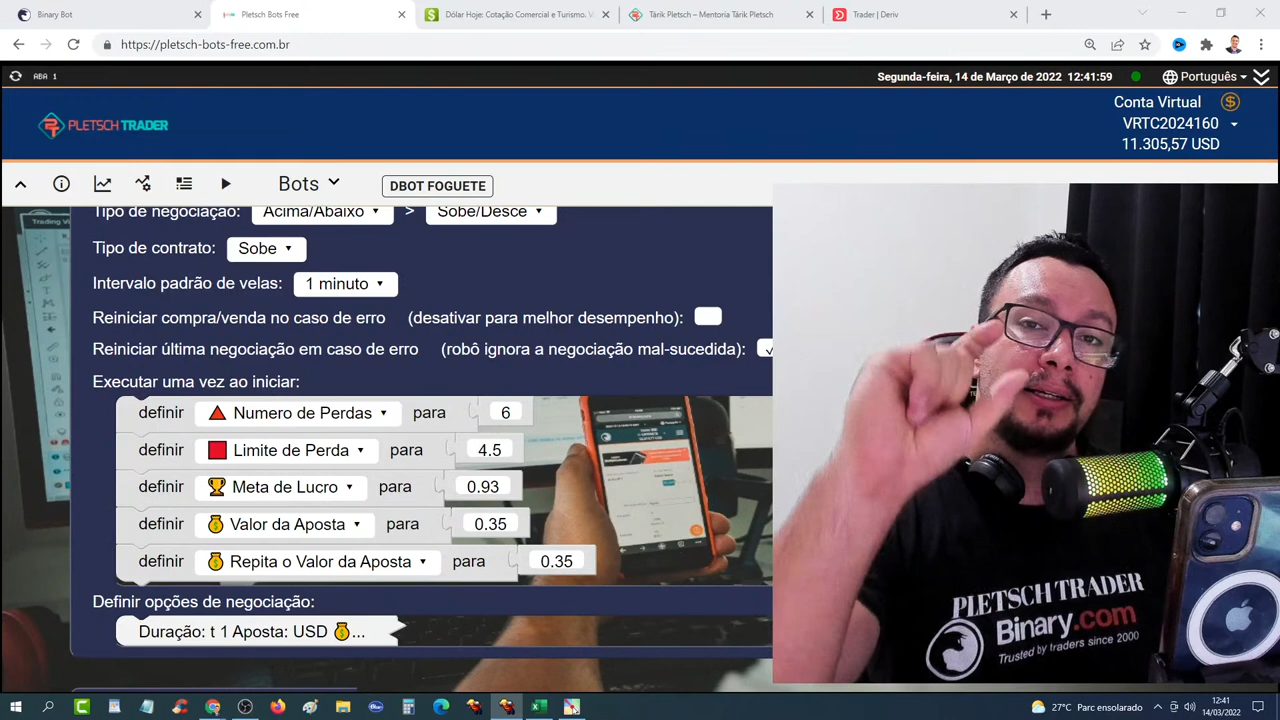 Binary Bot
Pletsch Bots Free
Dólar Hoje: Cotação Comercial e Turismo. V
Tárik Pletsch – Mentoria Tárik Pletsch
Trader | Deriv
https://pletsch-bots-free.com.br
ABA 1
Segunda-feira, 14 de Março de 2022 12:41:59
Português
PLETSCH TRADER
Conta Virtual
VRTC2024160
11.305,57 USD
Bots
DBOT FOGUETE
Tipo de negociação: Acima/Abaixo > Sobe/Desce
Tipo de contrato: Sobe
Intervalo padrão de velas: 1 minuto
Reiniciar compra/venda no caso de erro (desativar para melhor desempenho):
Reiniciar última negociação em caso de erro (robô ignora a negociação mal-sucedida):
Executar uma vez ao iniciar:
definir Numero de Perdas para 6
definir Limite de Perda para 4.5
definir Meta de Lucro para 0.93
definir Valor da Aposta para 0.35
definir Repita o Valor da Aposta para 0.35
Definir opções de negociação:
Duração: t 1 Aposta: USD ...
PLETSCH TRADER
Binary.com
Trusted by traders since 2000
27°C Parc ensolarado
12:41
14/03/2022